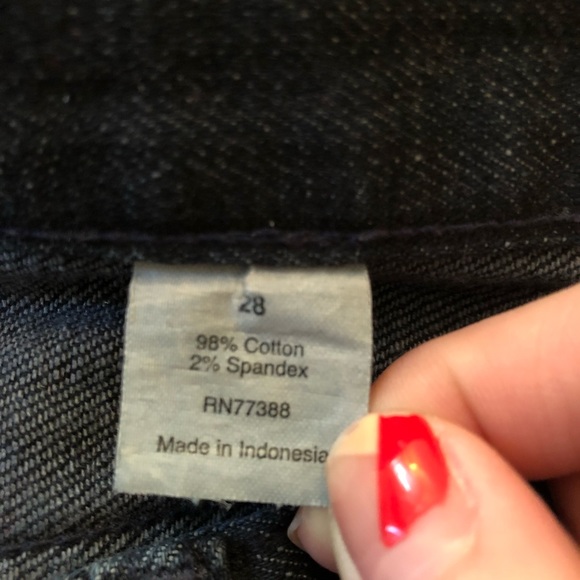 28
98% Cotton
2% Spandex
RN77388
Made in Indonesia